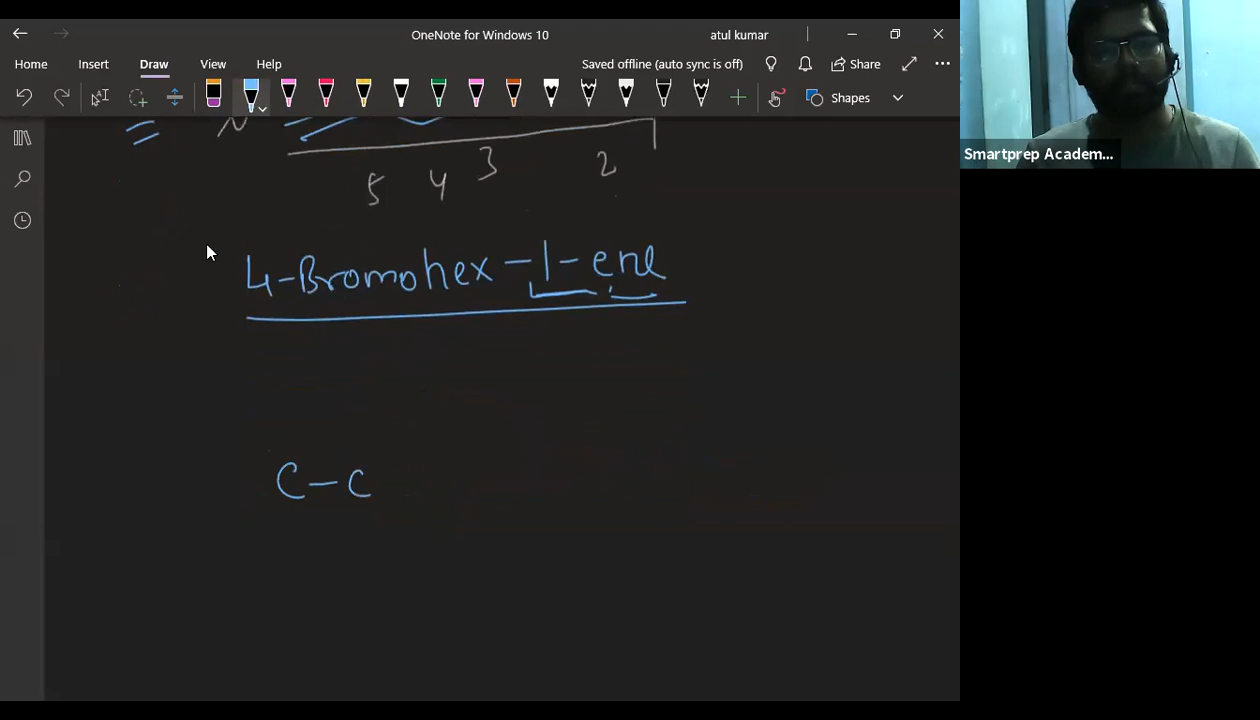 OneNote for Windows 10
atul kumar
Home
Insert
Draw
View
Help
Saved offline (auto sync is off)
Share
Shapes
Smartprep Academ...
5 4 3 2
4-Bromohex-1-ene
C-C